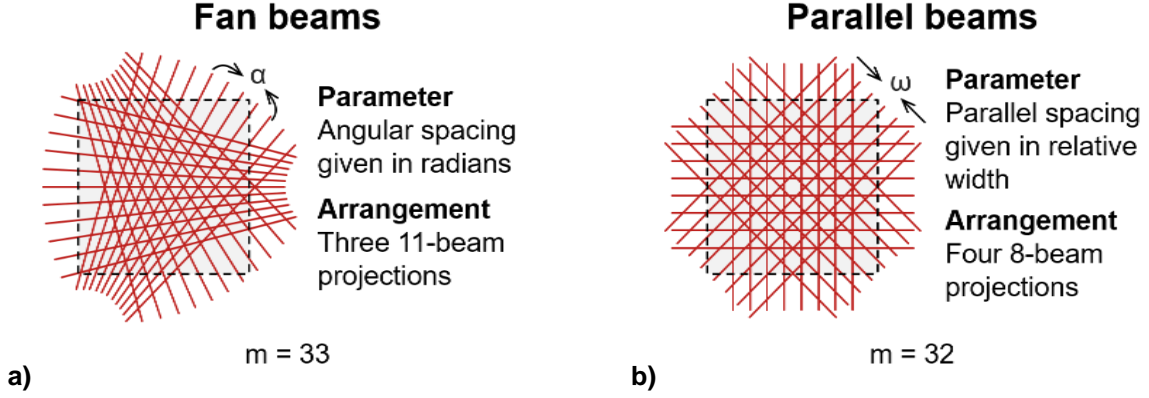 Fan beams
α
Parameter
Angular spacing
given in radians
Arrangement
Three 11-beam
projections
m = 33
a)
Parallel beams
ω
Parameter
Parallel spacing
given in relative
width
Arrangement
Four 8-beam
projections
m = 32
b)